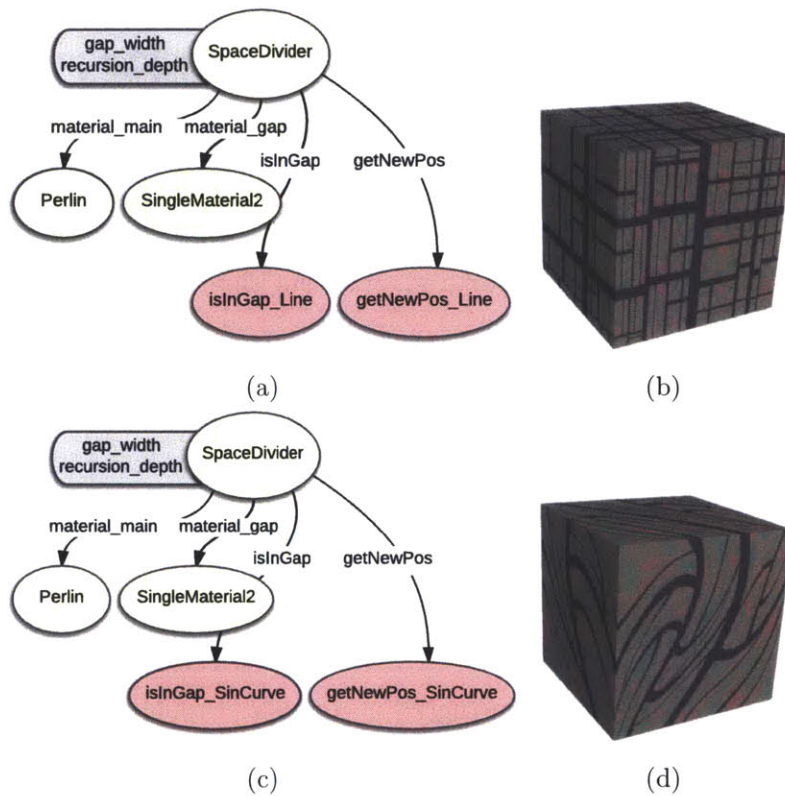 gap_width
recursion_depth
SpaceDivider
material_main
material_gap
isInGap
getNewPos
Perlin
SingleMaterial2
isInGap_Line
getNewPos_Line
(a)
(b)
gap_width
recursion_depth
SpaceDivider
material_main
material_gap
isInGap
getNewPos
Perlin
SingleMaterial2
isInGap_SinCurve
getNewPos_SinCurve
(c)
(d)